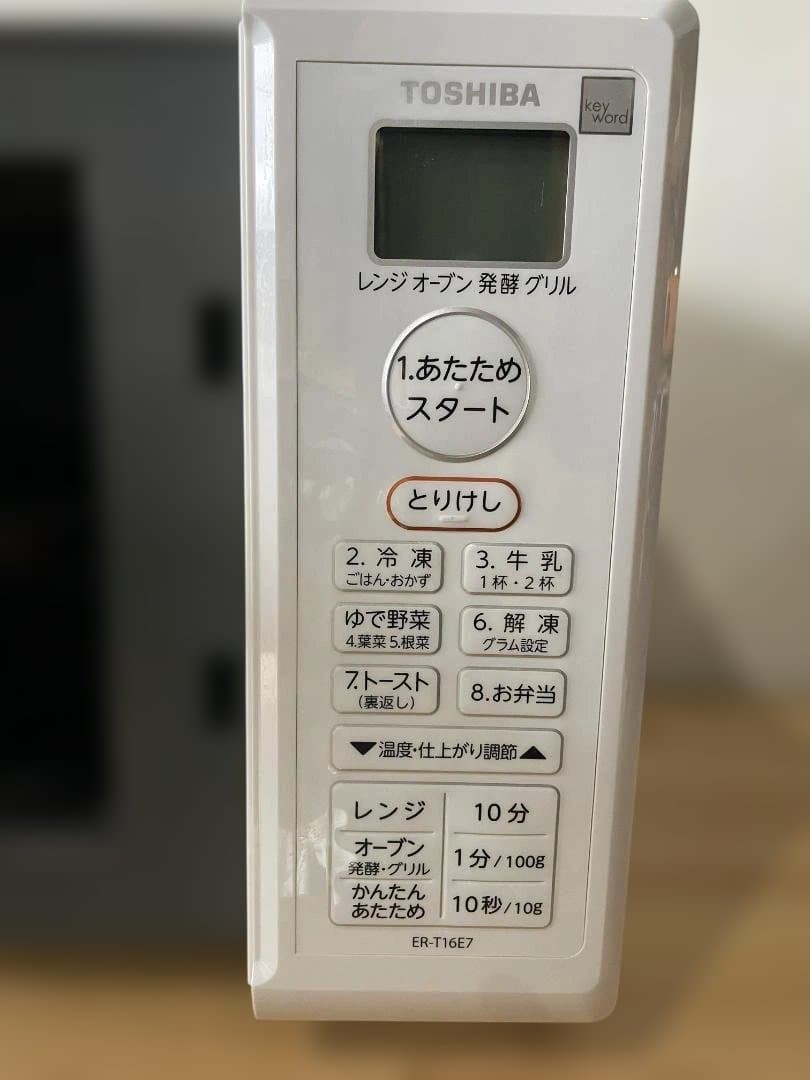 TOSHIBA
key
word
レンジ オーブン 発酵 グリル
1.あたため
スタート
とりけし
2. 冷 凍
ごはん・おかず
3. 牛 乳
1 杯・2 杯
ゆで野菜
4.葉菜 5.根菜
6. 解 凍
グラム設定
7.トースト
(裏返し)
8.お弁当
▼温度・仕上がり調節▲
レンジ
10分
オーブン
発酵・グリル
1分/100g
かんたん
あたため
10秒/10g
ER-T16E7